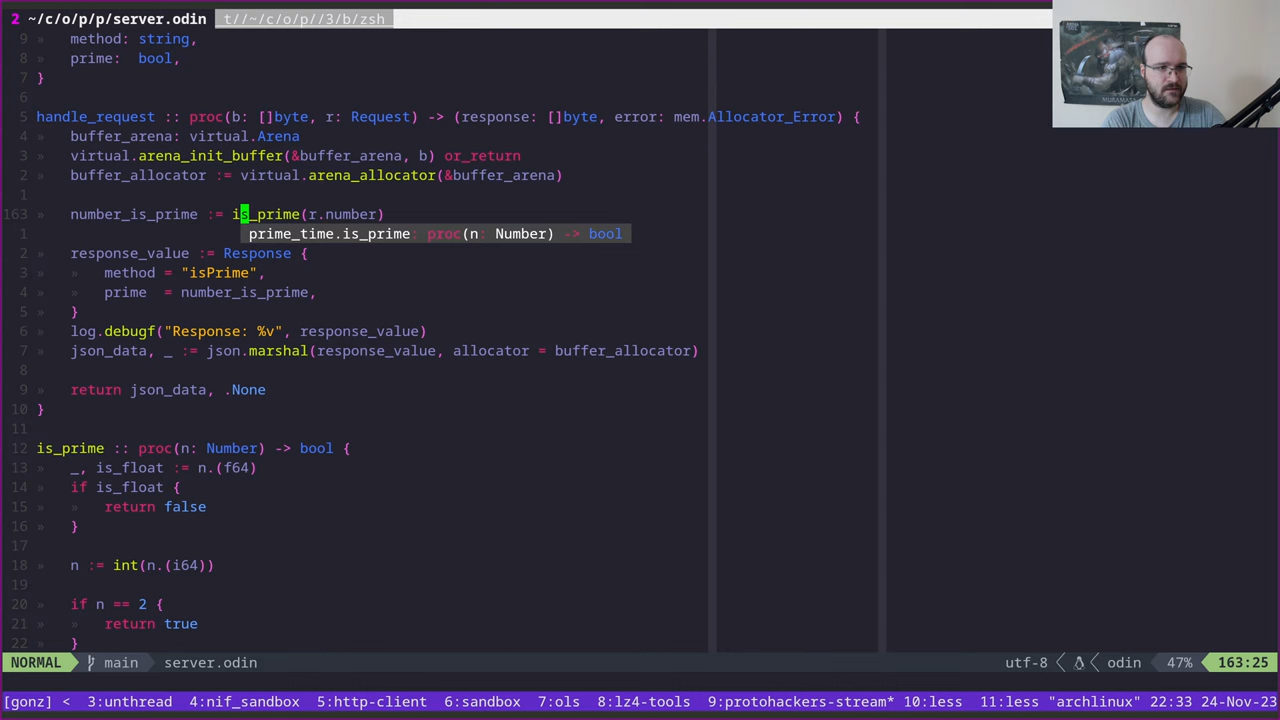 2 ~/c/o/p/p/server.odin t//~/c/o/p//3/b/zsh
9 » method: string,
8 » prime: bool,
7 }
6
5 handle_request :: proc(b: []byte, r: Request) -> (response: []byte, error: mem.Allocator_Error) {
4 » buffer_arena: virtual.Arena
3 » virtual.arena_init_buffer(&buffer_arena, b) or_return
2 » buffer_allocator := virtual.arena_allocator(&buffer_arena)
1
163 » number_is_prime := is_prime(r.number)
1 prime_time.is_prime: proc(n: Number) -> bool
2 » response_value := Response {
3 » » method = "isPrime",
4 » » prime = number_is_prime,
5 » }
6 » log.debugf("Response: %v", response_value)
7 » json_data, _ := json.marshal(response_value, allocator = buffer_allocator)
8
9 » return json_data, .None
10 }
11
12 is_prime :: proc(n: Number) -> bool {
13 » _, is_float := n.(f64)
14 » if is_float {
15 » » return false
16 » }
17
18 » n := int(n.(i64))
19
20 » if n == 2 {
21 » » return true
22 » }
NORMAL main server.odin utf-8 odin 47% 163:25
[gonz] < 3:unthread 4:nif_sandbox 5:http-client 6:sandbox 7:ols 8:lz4-tools 9:protohackers-stream* 10:less 11:less "archlinux" 22:33 24-Nov-23